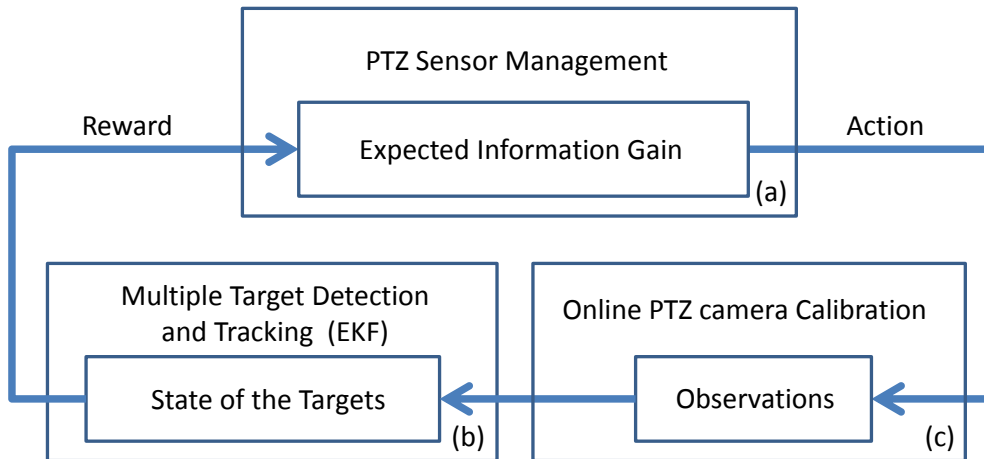 PTZ Sensor Management
Reward
Expected Information Gain
Action
(a)
Multiple Target Detection
and Tracking (EKF)
State of the Targets
(b)
Online PTZ camera Calibration
Observations
(c)